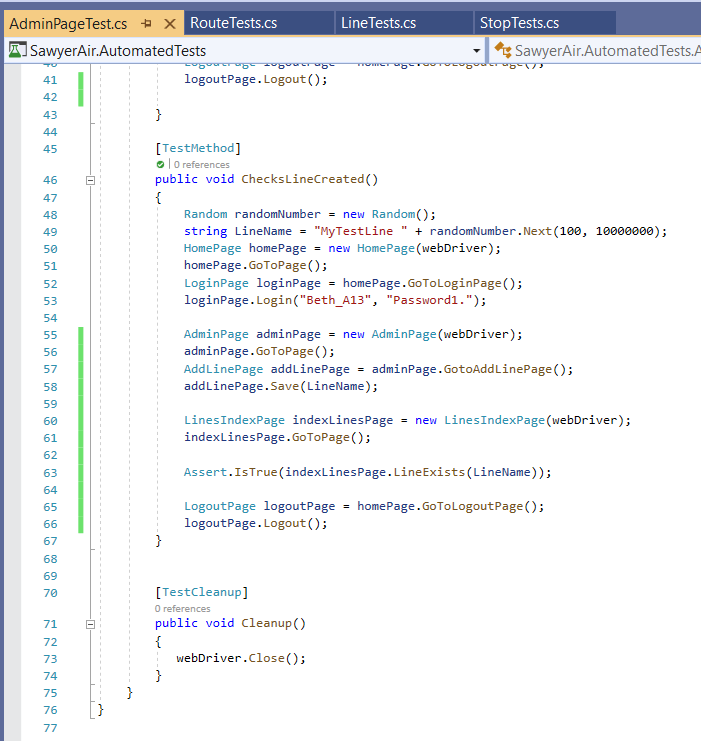 AdminPageTest.cs RouteTests.cs LineTests.cs StopTests.cs
SawyerAir.AutomatedTests SawyerAir.AutomatedTests.
40 LogoutPage logoutPage = homePage.GoToLogoutPage();
41 logoutPage.Logout();
42
43 }
44
45 [TestMethod]
0 references
46 public void ChecksLineCreated()
47 {
48 Random randomNumber = new Random();
49 string LineName = "MyTestLine " + randomNumber.Next(100, 10000000);
50 HomePage homePage = new HomePage(webDriver);
51 homePage.GoToPage();
52 LoginPage loginPage = homePage.GoToLoginPage();
53 loginPage.Login("Beth_A13", "Password1.");
54
55 AdminPage adminPage = new AdminPage(webDriver);
56 adminPage.GoToPage();
57 AddLinePage addLinePage = adminPage.GotoAddLinePage();
58 addLinePage.Save(LineName);
59
60 LinesIndexPage indexLinesPage = new LinesIndexPage(webDriver);
61 indexLinesPage.GoToPage();
62
63 Assert.IsTrue(indexLinesPage.LineExists(LineName));
64
65 LogoutPage logoutPage = homePage.GoToLogoutPage();
66 logoutPage.Logout();
67 }
68
69
70 [TestCleanup]
0 references
71 public void Cleanup()
72 {
73 webDriver.Close();
74 }
75 }
76 }
77